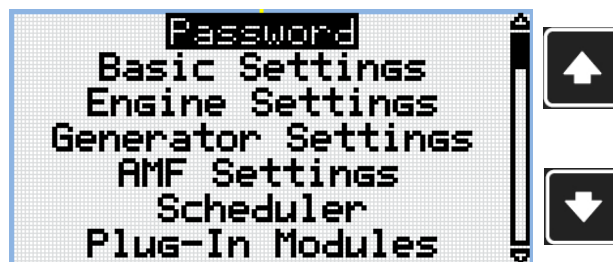 Password
Basic Settings
Engine Settings
Generator Settings
AMF Settings
Scheduler
Plug-In Modules